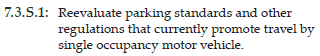 7.3.S.1: Reevaluate parking standards and other
regulations that currently promote travel by
single occupancy motor vehicle.